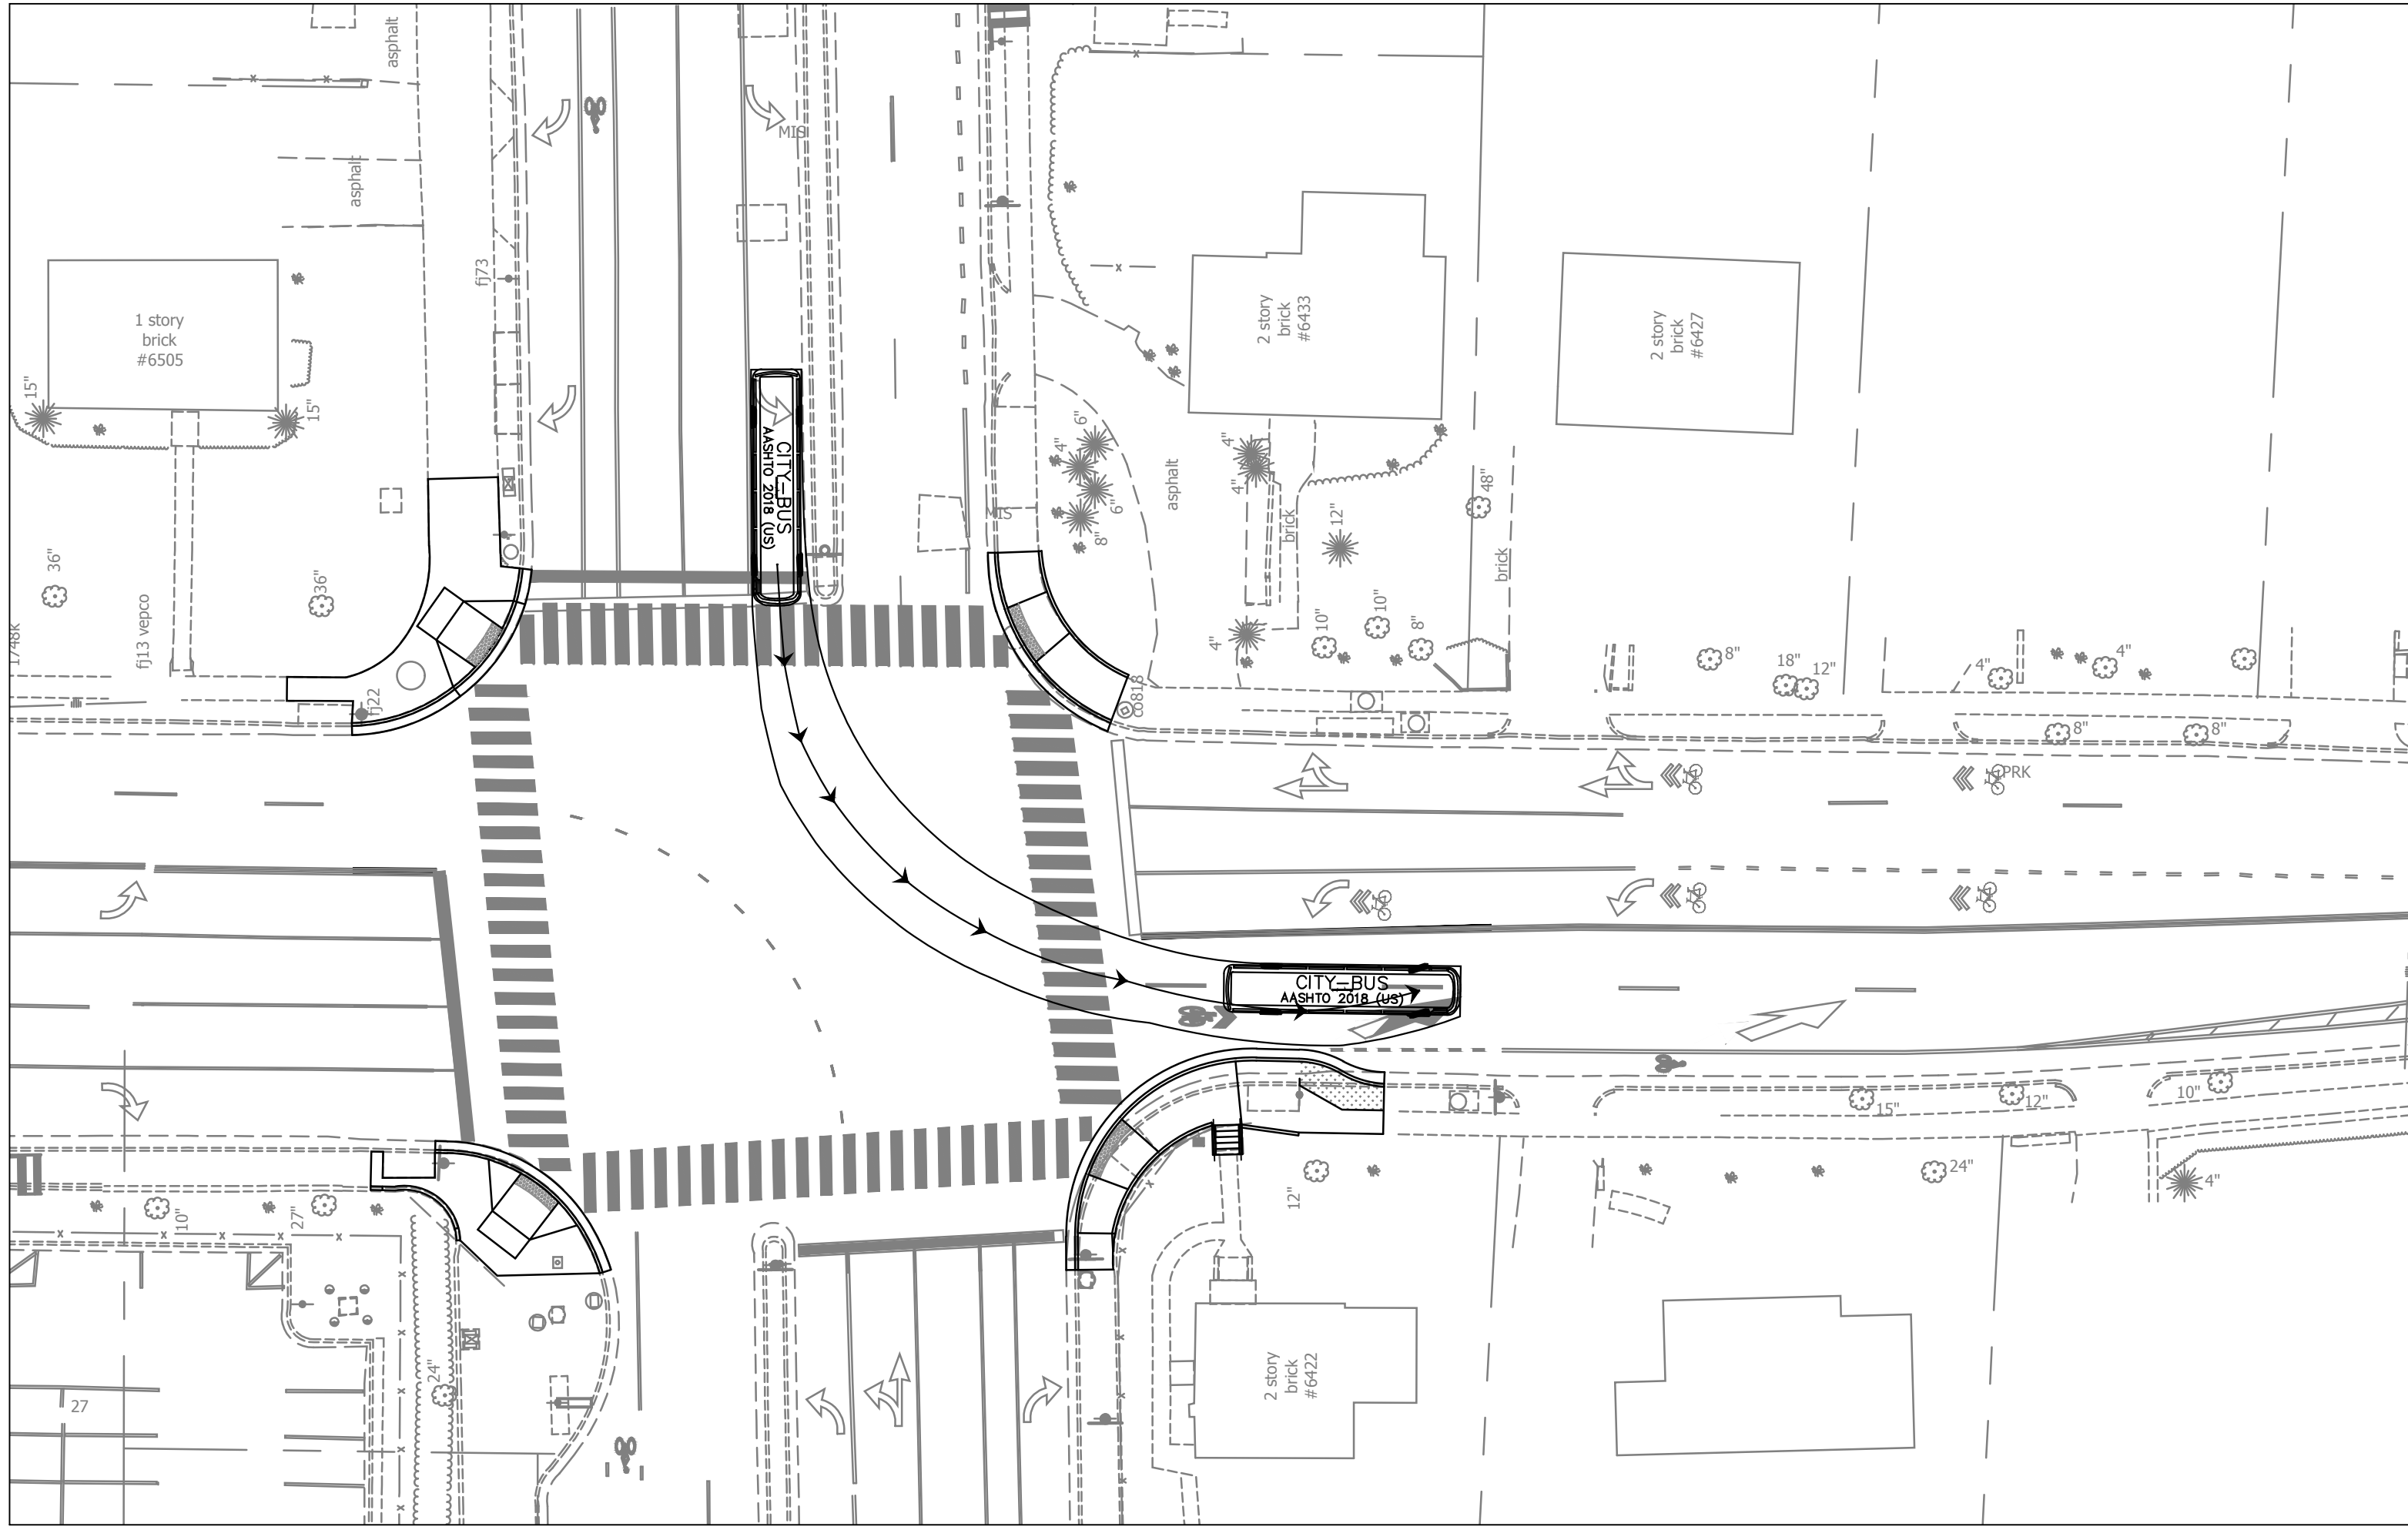 asphalt
MIS
asphalt
fj73
1 story
brick
#6505
2 story
brick
#6433
2 story
brick
#6427
15"
15"
CITY_BUS
AASHTO 2018 (US)
6"
4"
6"
8"
MIS
asphalt
4"
4"
brick
12"
48"
brick
36"
36"
fj13 vepco
1748k
fj22
10"
10"
8"
4"
8"
18"
12"
4"
4"
co818
8"
8"
PRK
CITY_BUS
AASHTO 2018 (US)
15"
12"
10"
24"
4"
12"
10"
27"
24"
27
2 story
brick
#6422